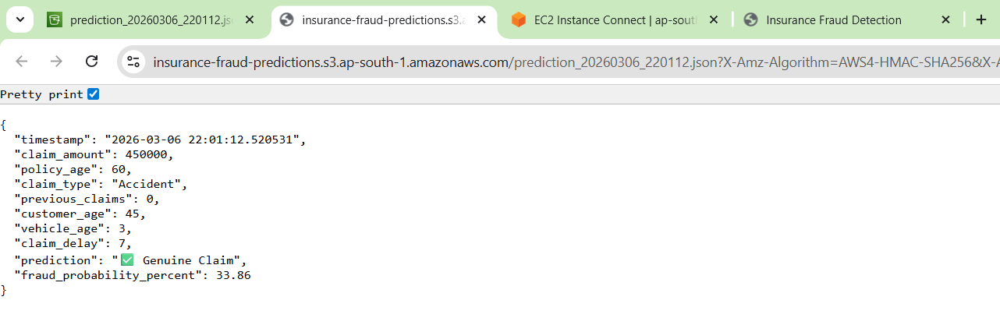 prediction_20260306_220112.js
insurance-fraud-predictions.s3.a
EC2 Instance Connect | ap-sout
Insurance Fraud Detection
insurance-fraud-predictions.s3.ap-south-1.amazonaws.com/prediction_20260306_220112.json?X-Amz-Algorithm=AWS4-HMAC-SHA256&X-A
Pretty print
{
  "timestamp": "2026-03-06 22:01:12.520531",
  "claim_amount": 450000,
  "policy_age": 60,
  "claim_type": "Accident",
  "previous_claims": 0,
  "customer_age": 45,
  "vehicle_age": 3,
  "claim_delay": 7,
  "prediction": "✅ Genuine Claim",
  "fraud_probability_percent": 33.86
}